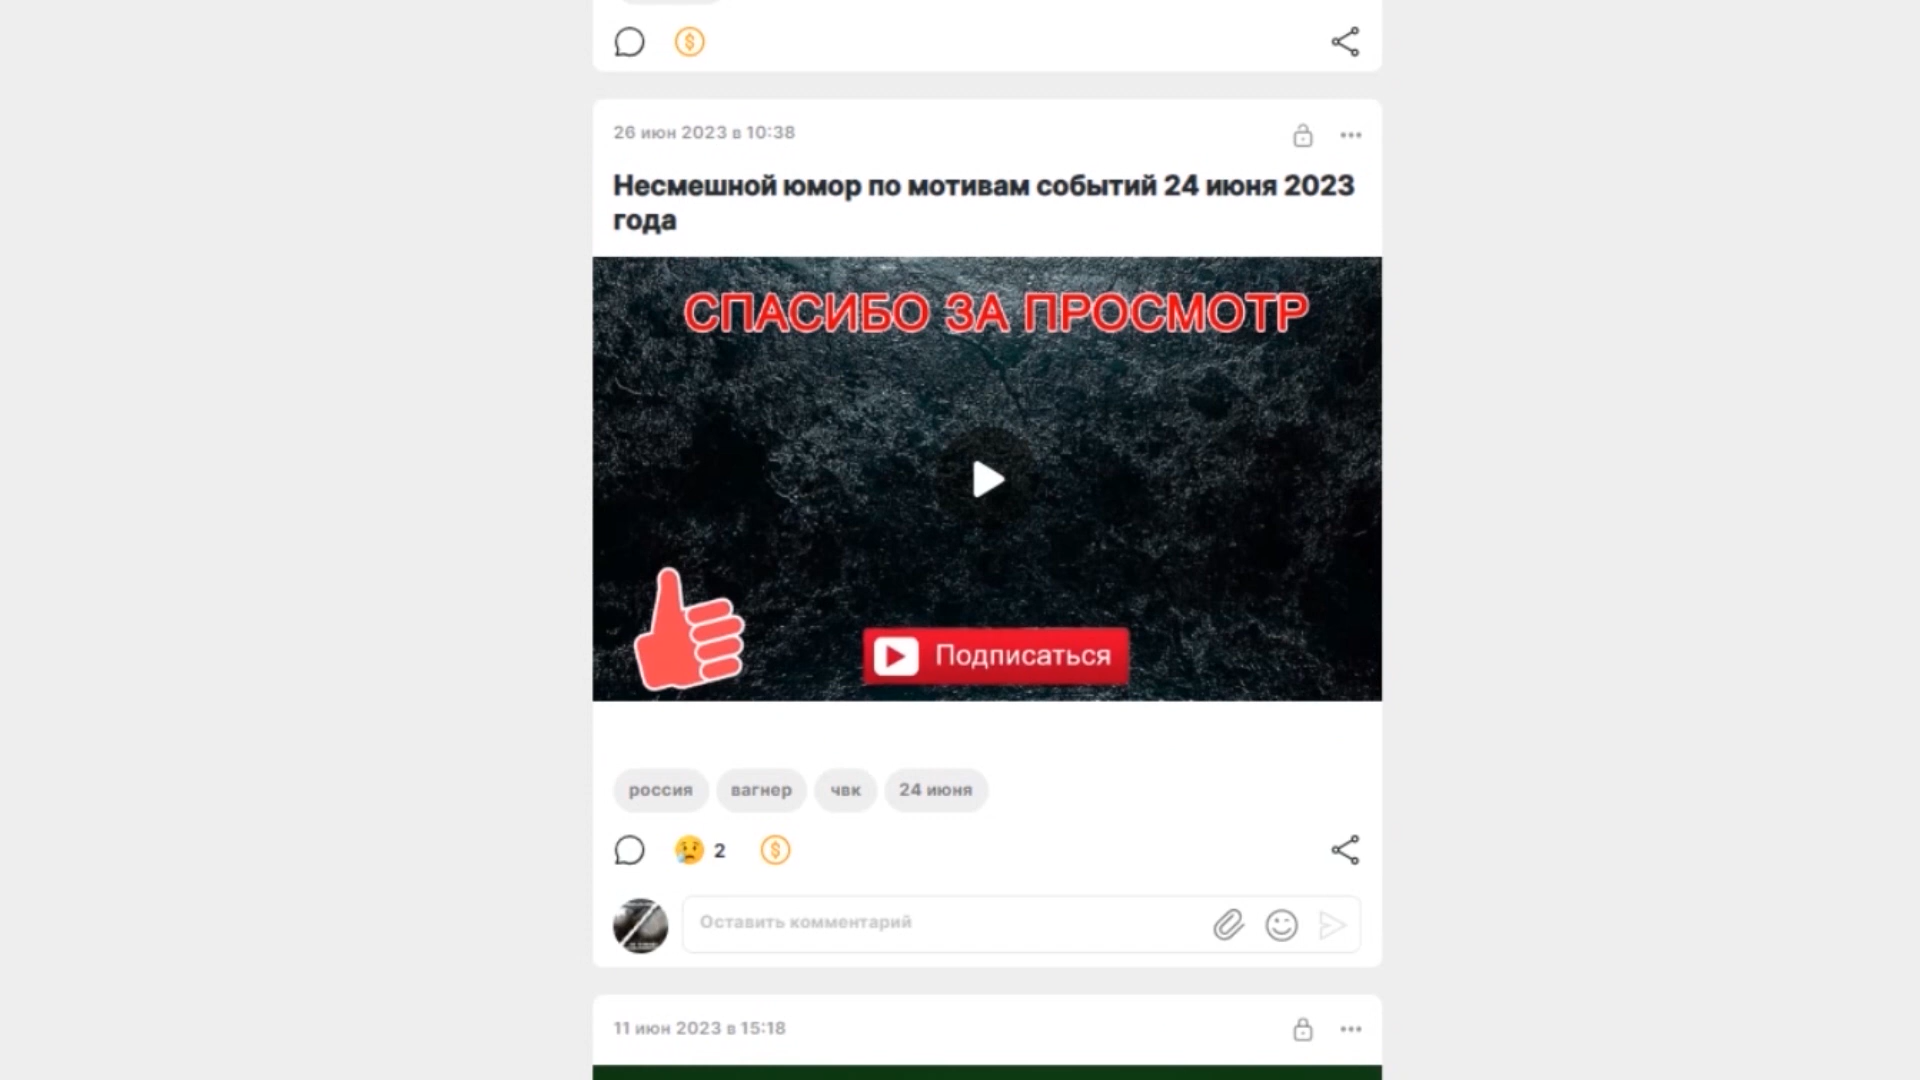 26 июн 2023 в 10:38
Несмешной юмор по мотивам событий 24 июня 2023
года
СПАСИБО ЗА ПРОСМОТР
Подписаться
россия вагнер чвк 24 июня
2
Оставить комментарий
11 июн 2023 в 15:18